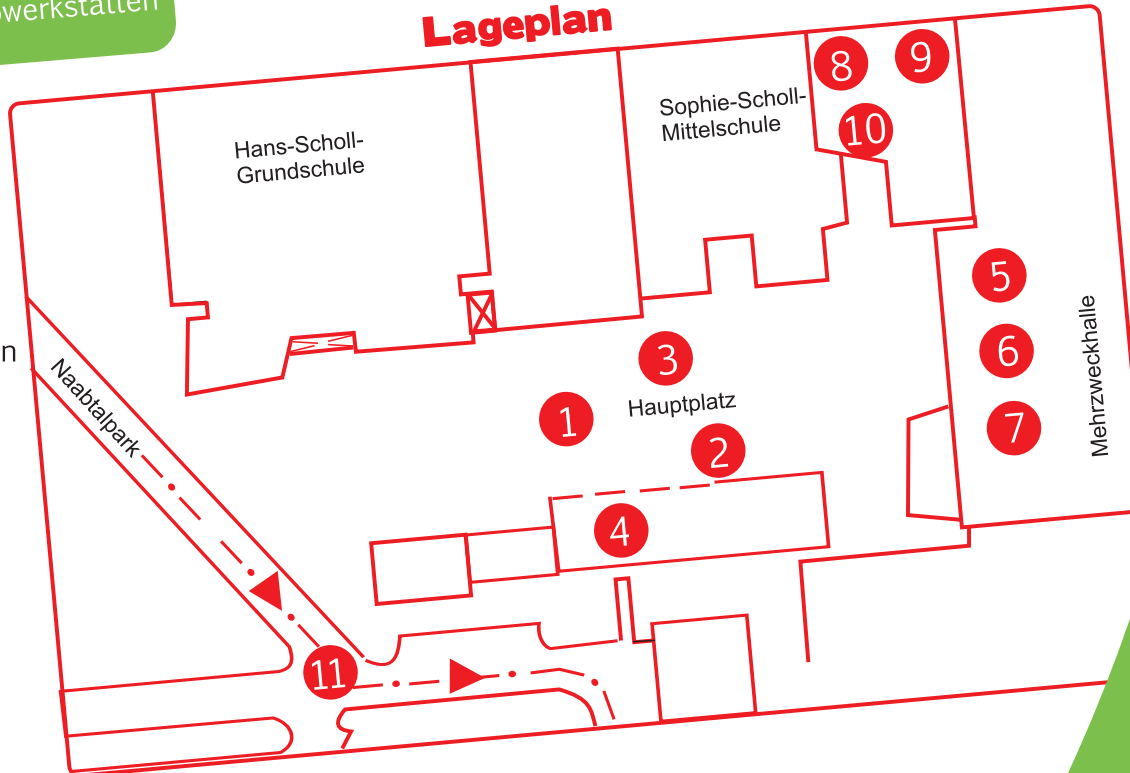 Lageplan
Hans-Scholl-
Grundschule
Sophie-Scholl-
Mittelschule
8
9
10
5
6
7
Mehrzweckhalle
3
1
Hauptplatz
2
4
Naabtalpark
11